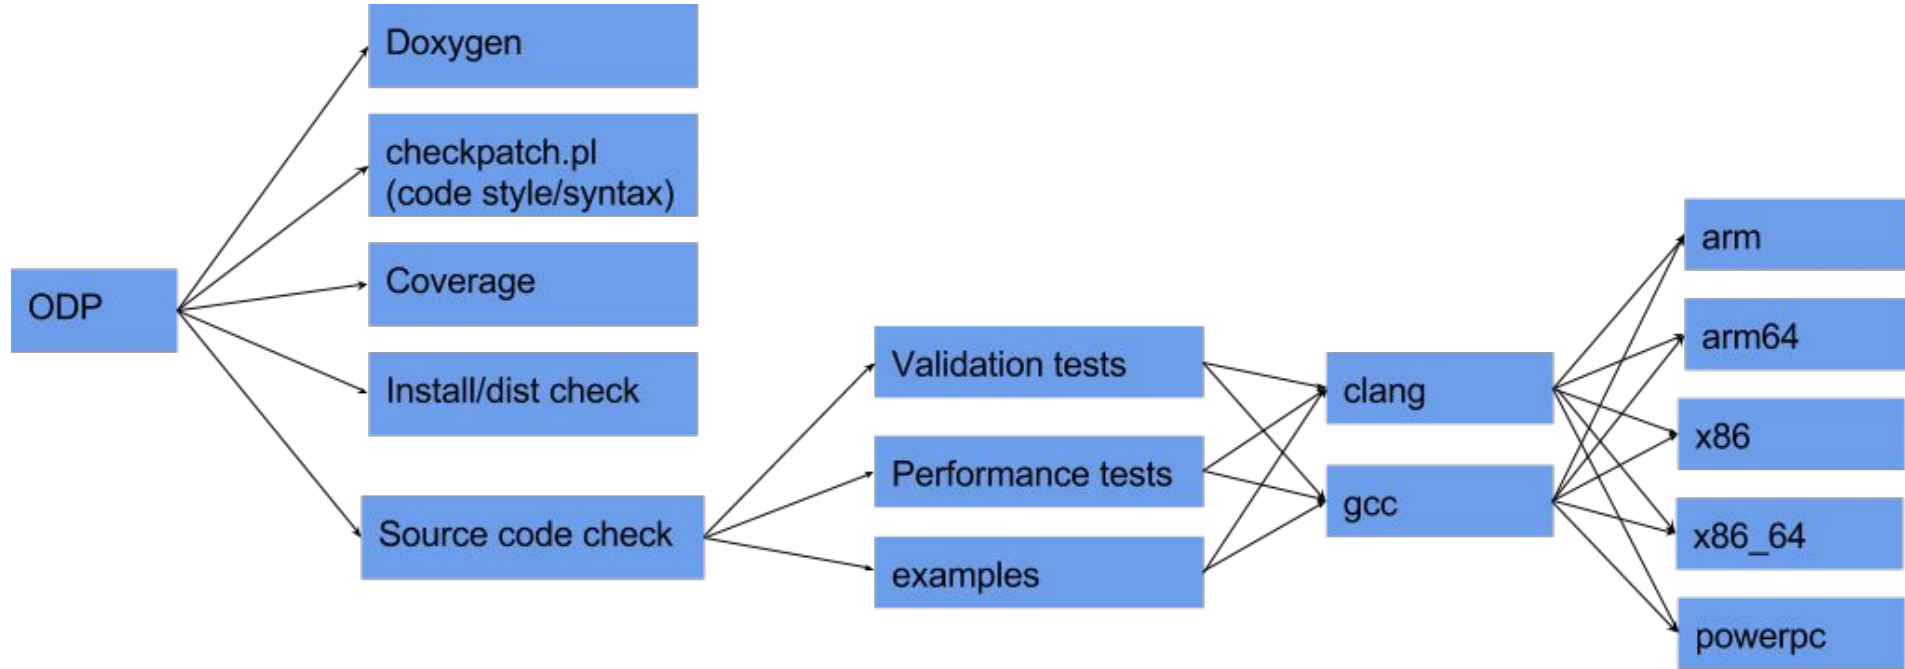 ODP
Doxygen
checkpatch.pl
(code style/syntax)
Coverage
Install/dist check
Source code check
Validation tests
Performance tests
examples
clang
gcc
arm
arm64
x86
x86_64
powerpc